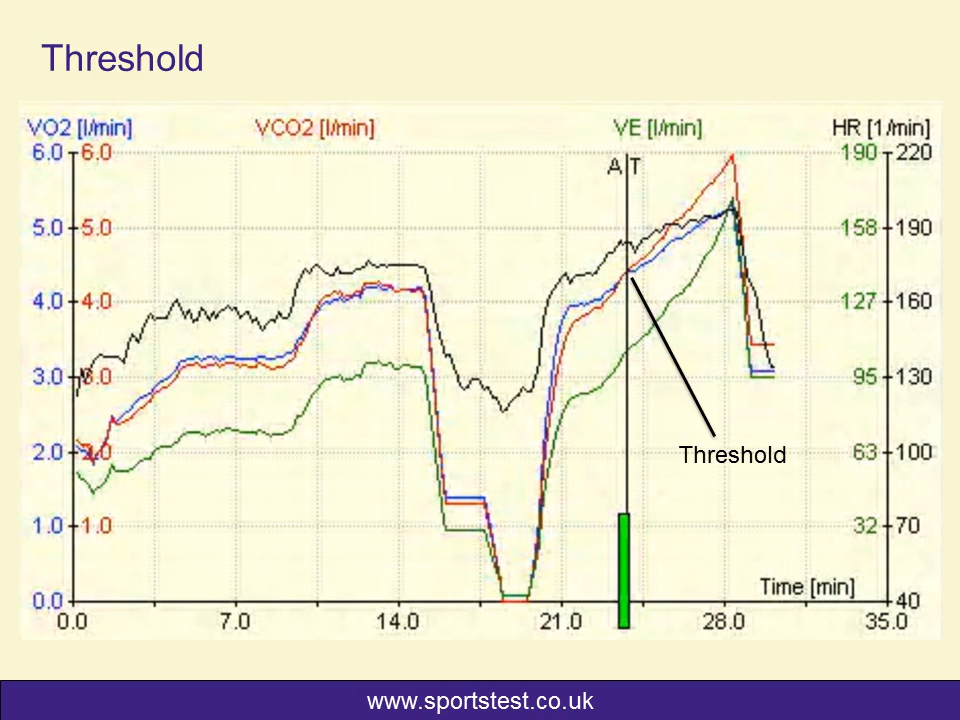 Threshold
VO2 [l/min] VCO2 [l/min] VE [l/min] HR [1/min]
6.0 6.0 190 220
A T
5.0 5.0 158 190
4.0 4.0 127 160
3.0 3.0 95 130
Threshold
2.0 2.0 63 100
1.0 1.0 32 70
Time [min]
0.0 40
0.0 7.0 14.0 21.0 28.0 35.0
www.sportstest.co.uk